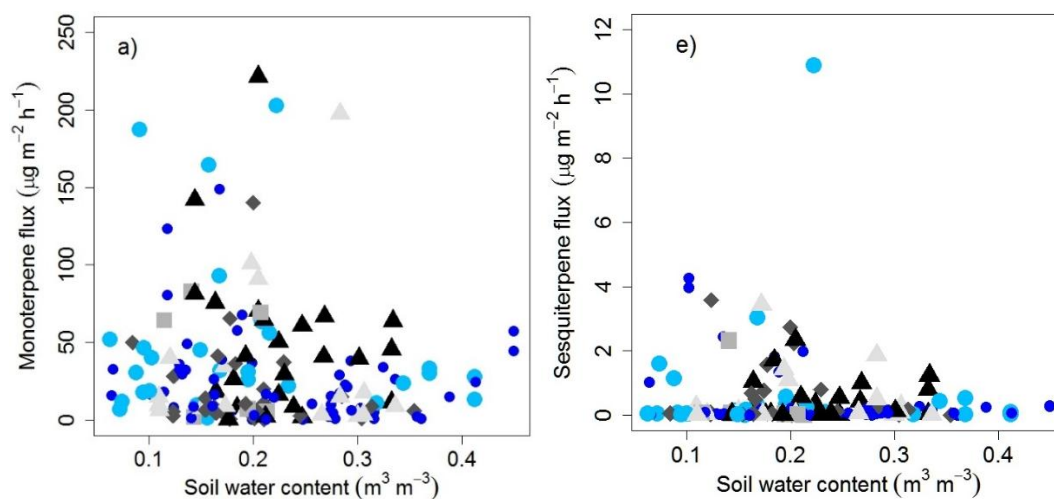 a)
Monoterpene flux (µg m⁻² h⁻¹)
250
200
150
100
50
0
0.1 0.2 0.3 0.4
Soil water content (m³ m⁻³)
e)
Sesquiterpene flux (µg m⁻² h⁻¹)
12
10
8
6
4
2
0
0.1 0.2 0.3 0.4
Soil water content (m³ m⁻³)